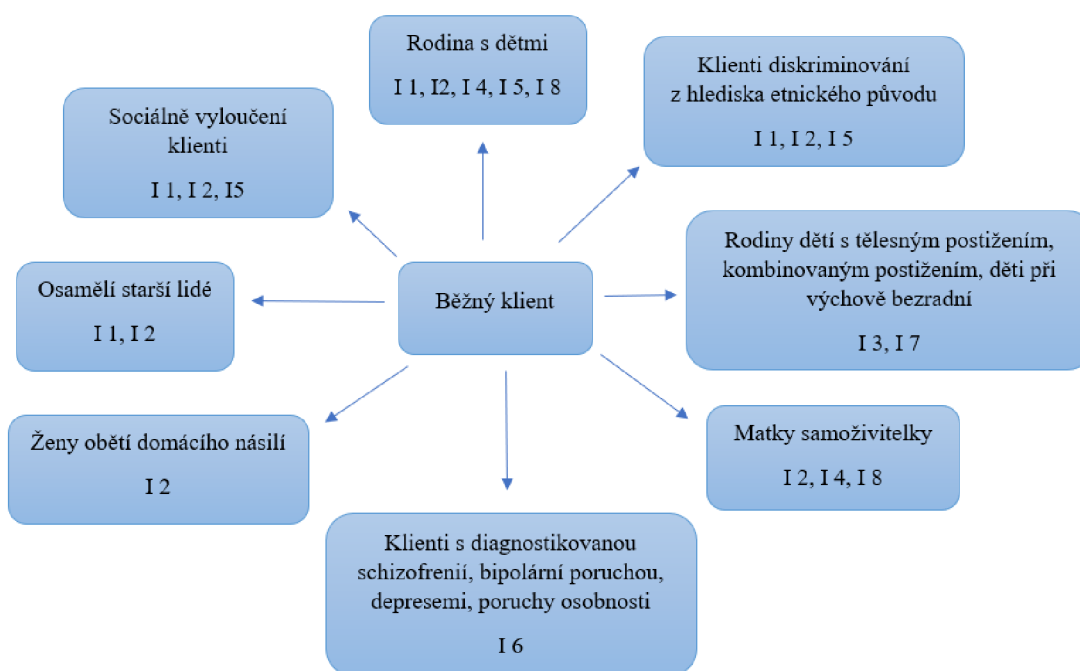 Rodina s dětmi
I 1, I2, I 4, I 5, I 8
Klienti diskriminování
z hlediska etnického původu
I 1, I 2, I 5
Sociálně vyloučení
klienti
I 1, I 2, I5
Rodiny dětí s tělesným postižením,
kombinovaným postižením, děti při
výchově bezradní
I 3, I 7
Osamělí starší lidé
I 1, I 2
Běžný klient
Ženy obětí domácího násilí
I 2
Matky samoživitelky
I 2, I 4, I 8
Klienti s diagnostikovanou
schizofrenií, bipolární poruchou,
depresemi, poruchy osobnosti
I 6